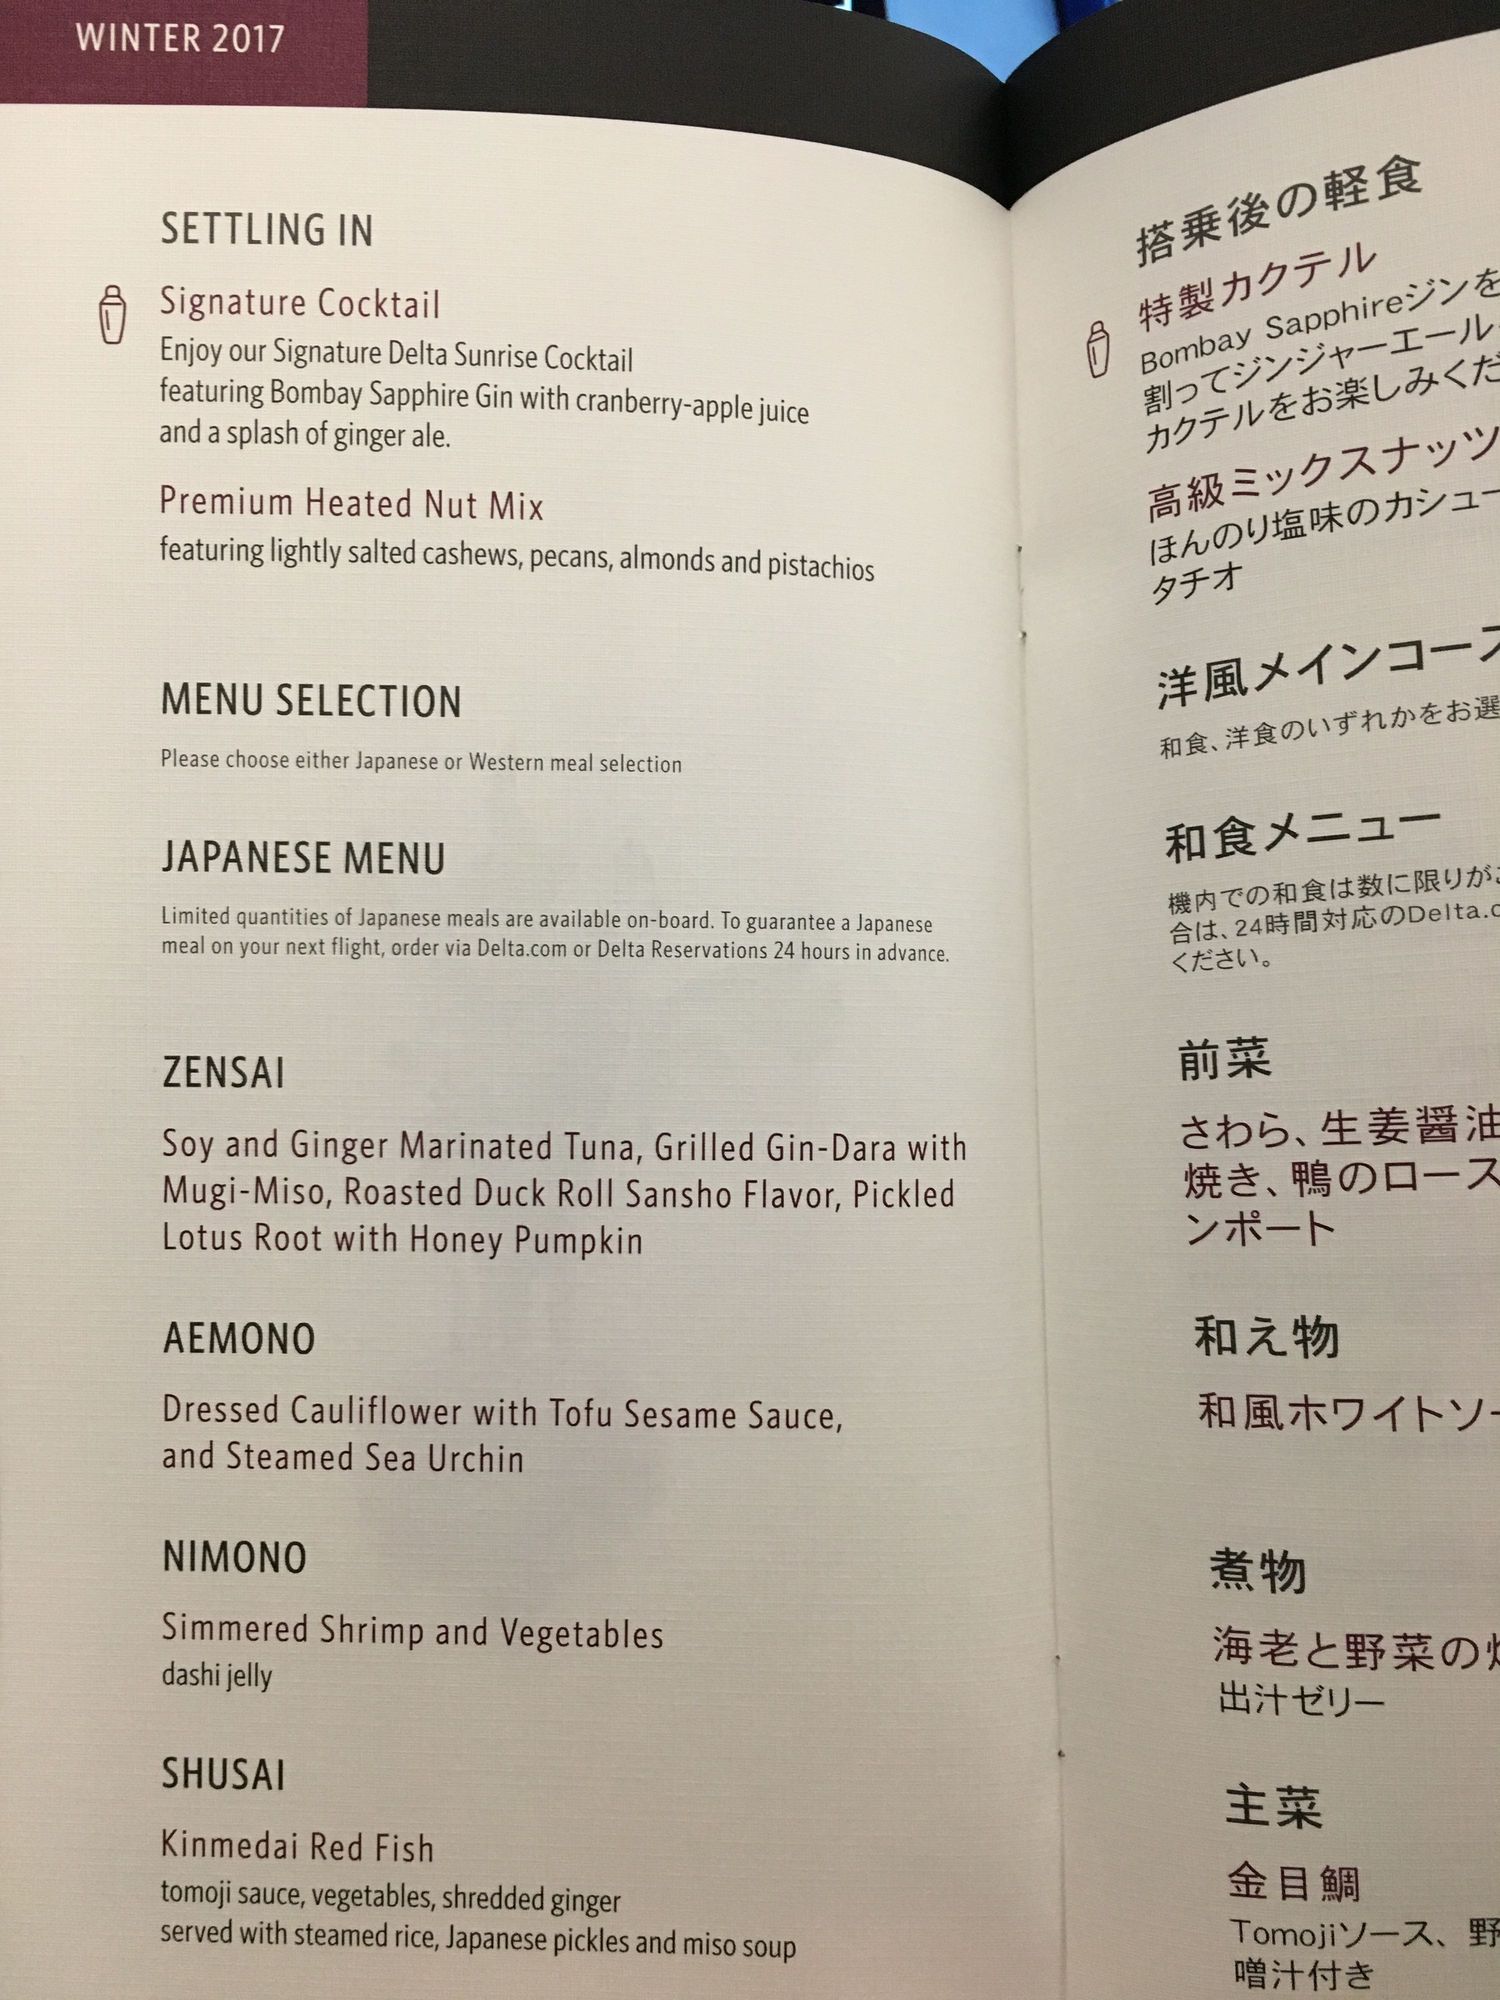 WINTER 2017
SETTLING IN
Signature Cocktail
Enjoy our Signature Delta Sunrise Cocktail
featuring Bombay Sapphire Gin with cranberry-apple juice
and a splash of ginger ale.
Premium Heated Nut Mix
featuring lightly salted cashews, pecans, almonds and pistachios
MENU SELECTION
Please choose either Japanese or Western meal selection
JAPANESE MENU
Limited quantities of Japanese meals are available on-board. To guarantee a Japanese
meal on your next flight, order via Delta.com or Delta Reservations 24 hours in advance.
ZENSAI
Soy and Ginger Marinated Tuna, Grilled Gin-Dara with
Mugi-Miso, Roasted Duck Roll Sansho Flavor, Pickled
Lotus Root with Honey Pumpkin
AEMONO
Dressed Cauliflower with Tofu Sesame Sauce,
and Steamed Sea Urchin
NIMONO
Simmered Shrimp and Vegetables
dashi jelly
SHUSAI
Kinmedai Red Fish
tomoji sauce, vegetables, shredded ginger
served with steamed rice, Japanese pickles and miso soup
搭乗後の軽食
特製カクテル
Bombay Sapphireジンを
割ってジンジャーエール
カクテルをお楽しみくだ
高級ミックスナッツ
ほんのり塩味のカシュー
タチオ
洋風メインコース
和食、洋食のいずれかをお選
和食メニュー
機内での和食は数に限りがご
合は、24時間対応のDelta.c
ください。
前菜
さわら、生姜醤油
焼き、鴨のロース
ンポート
和え物
和風ホワイトソー
煮物
海老と野菜の
出汁ゼリー
主菜
金目鯛
Tomojiソース、野
噌汁付き